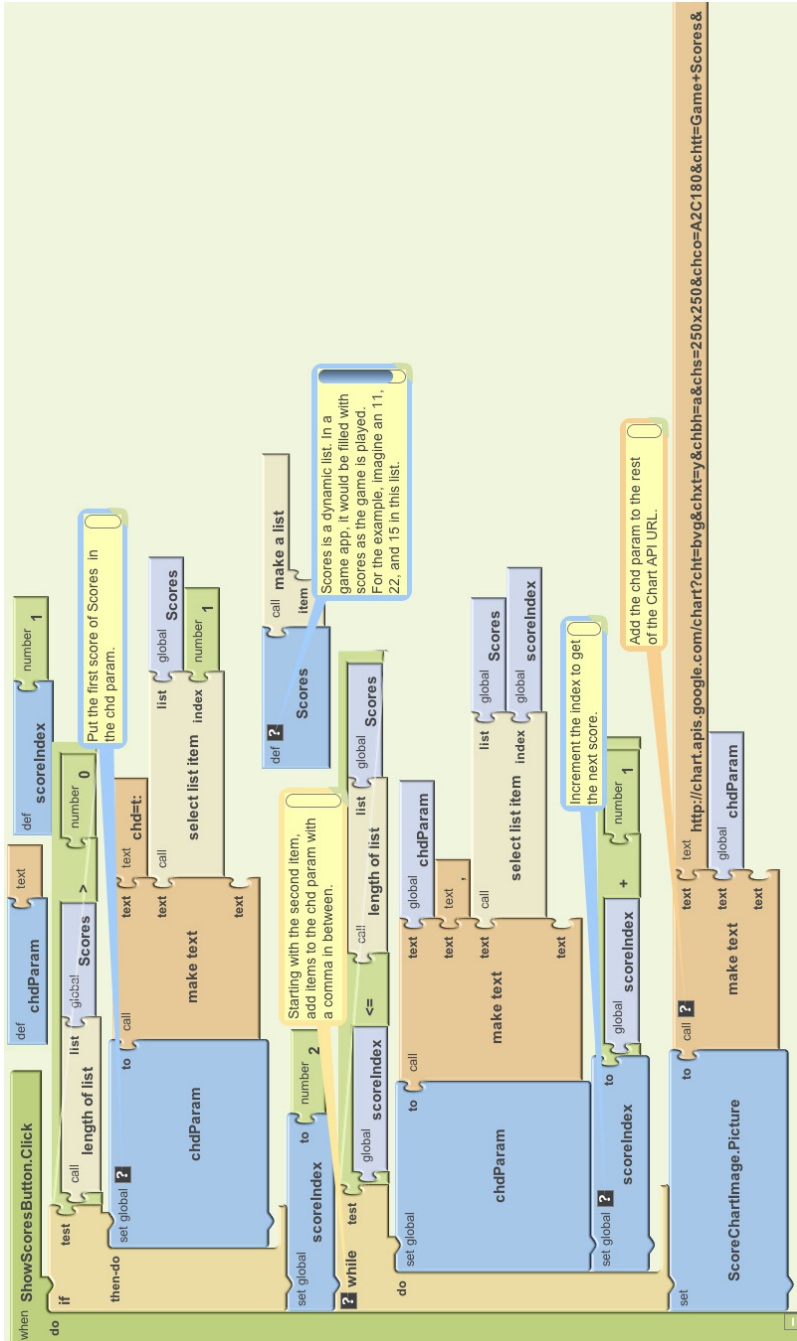 when ShowScoresButton.Click
do
def chdParam
text
def scoreIndex
number 1
if
test
call length of list
list
global Scores
>
number 0
Put the first score of Scores in
the chd param.
then-do
set global ?
chdParam
to
call
make text
text
text chd=t:
text
call
select list item
list
global Scores
index
number 1
text
set global
scoreIndex
to
number 2
Starting with the second item,
add items to the chd param with
a comma in between.
def ?
Scores
call make a list
item
Scores is a dynamic list. In a
game app, it would be filled with
scores as the game is played.
For the example, imagine an 11,
22, and 15 in this list.
? while
test
global scoreIndex
<=
call length of list
list
global Scores
do
set global
chdParam
to
call
make text
text
global chdParam
text
text ,
text
call
select list item
list
global Scores
index
global scoreIndex
text
Increment the index to get
the next score.
set global ?
scoreIndex
to
global scoreIndex
+
number 1
Add the chd param to the rest
of the Chart API URL.
set
ScoreChartImage.Picture
to
call ?
make text
text
text http://chart.apis.google.com/chart?cht=bvg&chxt=y&chbh=a&chs=250x250&chco=A2C180&chtt=Game+Scores&
text
global chdParam
text